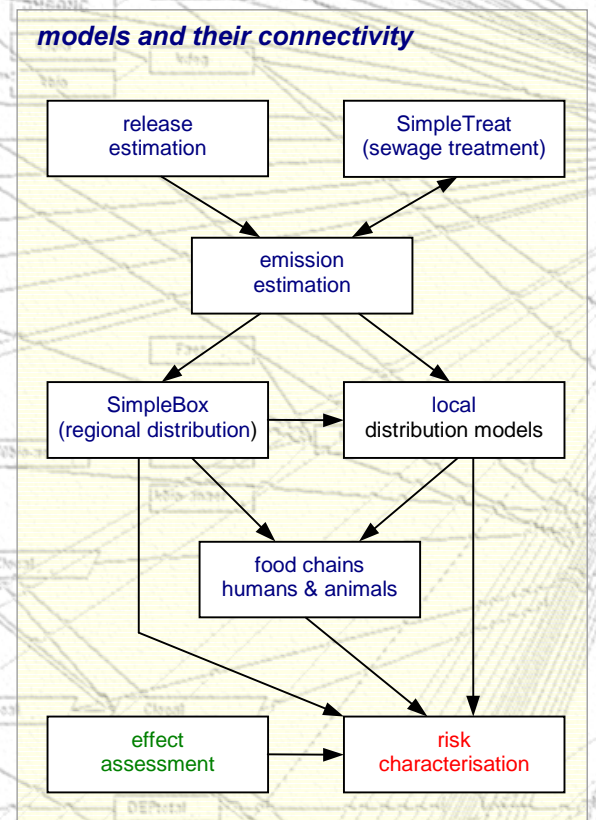 models and their connectivity
release
estimation
SimpleTreat
(sewage treatment)
emission
estimation
SimpleBox
(regional distribution)
local
distribution models
food chains
humans & animals
effect
assessment
risk
characterisation